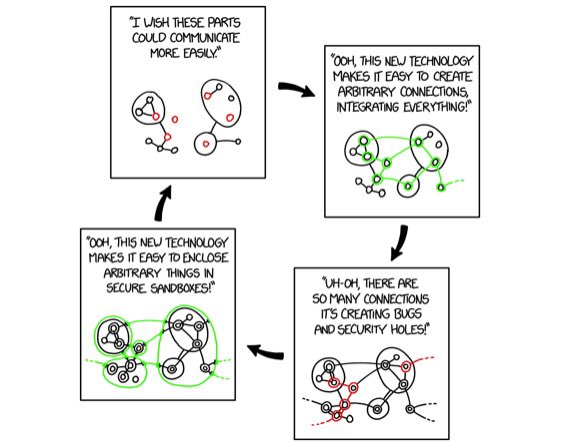 "I WISH THESE PARTS
COULD COMMUNICATE
MORE EASILY."
"OOH, THIS NEW TECHNOLOGY
MAKES IT EASY TO CREATE
ARBITRARY CONNECTIONS,
INTEGRATING EVERYTHING!"
"UH-OH, THERE ARE
SO MANY CONNECTIONS
IT'S CREATING BUGS
AND SECURITY HOLES!"
"OOH, THIS NEW TECHNOLOGY
MAKES IT EASY TO ENCLOSE
ARBITRARY THINGS IN
SECURE SANDBOXES!"